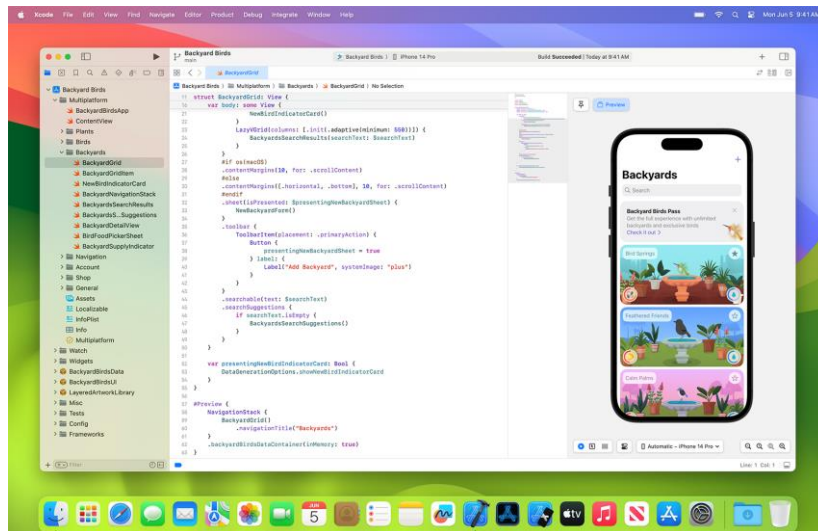 Xcode File Edit View Find Navigate Editor Product Debug Integrate Window Help
Mon Jun 5 9:41 AM
Backyard Birds
main
Backyard Birds
iPhone 14 Pro
Build Succeeded | Today at 9:41 AM
BackyardGrid
Backyard Birds
Multiplatform
Backyards
BackyardGrid
No Selection
Backyard Birds
Multiplatform
BackyardBirdsApp
ContentView
Plants
Birds
Backyards
BackyardGrid
BackyardGridItem
NewBirdIndicatorCard
BackyardNavigationStack
BackyardsSearchResults
BackyardsS...Suggestions
BackyardDetailView
BirdFoodPickerSheet
BackyardSupplyIndicator
Navigation
Account
Shop
General
Assets
Localizable
InfoPlist
Info
Multiplatform
Watch
Widgets
BackyardBirdsData
BackyardBirdsUI
LayeredArtworkLibrary
Misc
Tests
Config
Frameworks
Filter
struct BackyardGrid: View {
var body: some View {
NewBirdIndicatorCard()
}
LazyVGrid(columns: [.init(.adaptive(minimum: 550))]) {
BackyardsSearchResults(searchText: $searchText)
}
}
#if os(macOS)
.contentMargins(10, for: .scrollContent)
#else
.contentMargins([.horizontal, .bottom], 10, for: .scrollContent)
#endif
.sheet(isPresented: $presentingNewBackyardSheet) {
NewBackyardForm()
}
.toolbar {
ToolbarItem(placement: .primaryAction) {
Button {
presentingNewBackyardSheet = true
} label: {
Label("Add Backyard", systemImage: "plus")
}
}
}
.searchable(text: $searchText)
.searchSuggestions {
if searchText.isEmpty {
BackyardsSearchSuggestions()
}
}
}
var presentingNewBirdIndicatorCard: Bool {
DataGenerationOptions.showNewBirdIndicatorCard
}
}
#Preview {
NavigationStack {
BackyardGrid()
.navigationTitle("Backyards")
}
.backyardBirdsDataContainer(inMemory: true)
}
Preview
Backyards
Search
Backyard Birds Pass
Get the full experience with unlimited
backyards and exclusive birds.
Check it out >
Bird Springs
Feathered Friends
Calm Palms
Automatic – iPhone 14 Pro
Line: 1 Col: 1
JUN
5
tv